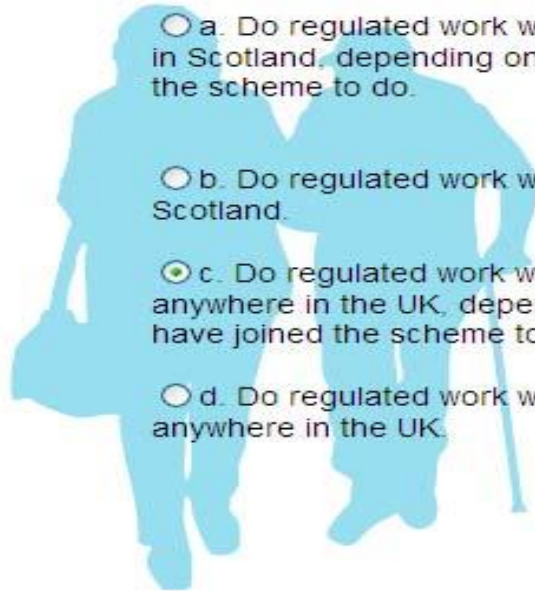 a. Do regulated work w
in Scotland, depending on
the scheme to do.
b. Do regulated work w
Scotland.
c. Do regulated work w
anywhere in the UK, depe
have joined the scheme to
d. Do regulated work w
anywhere in the UK.